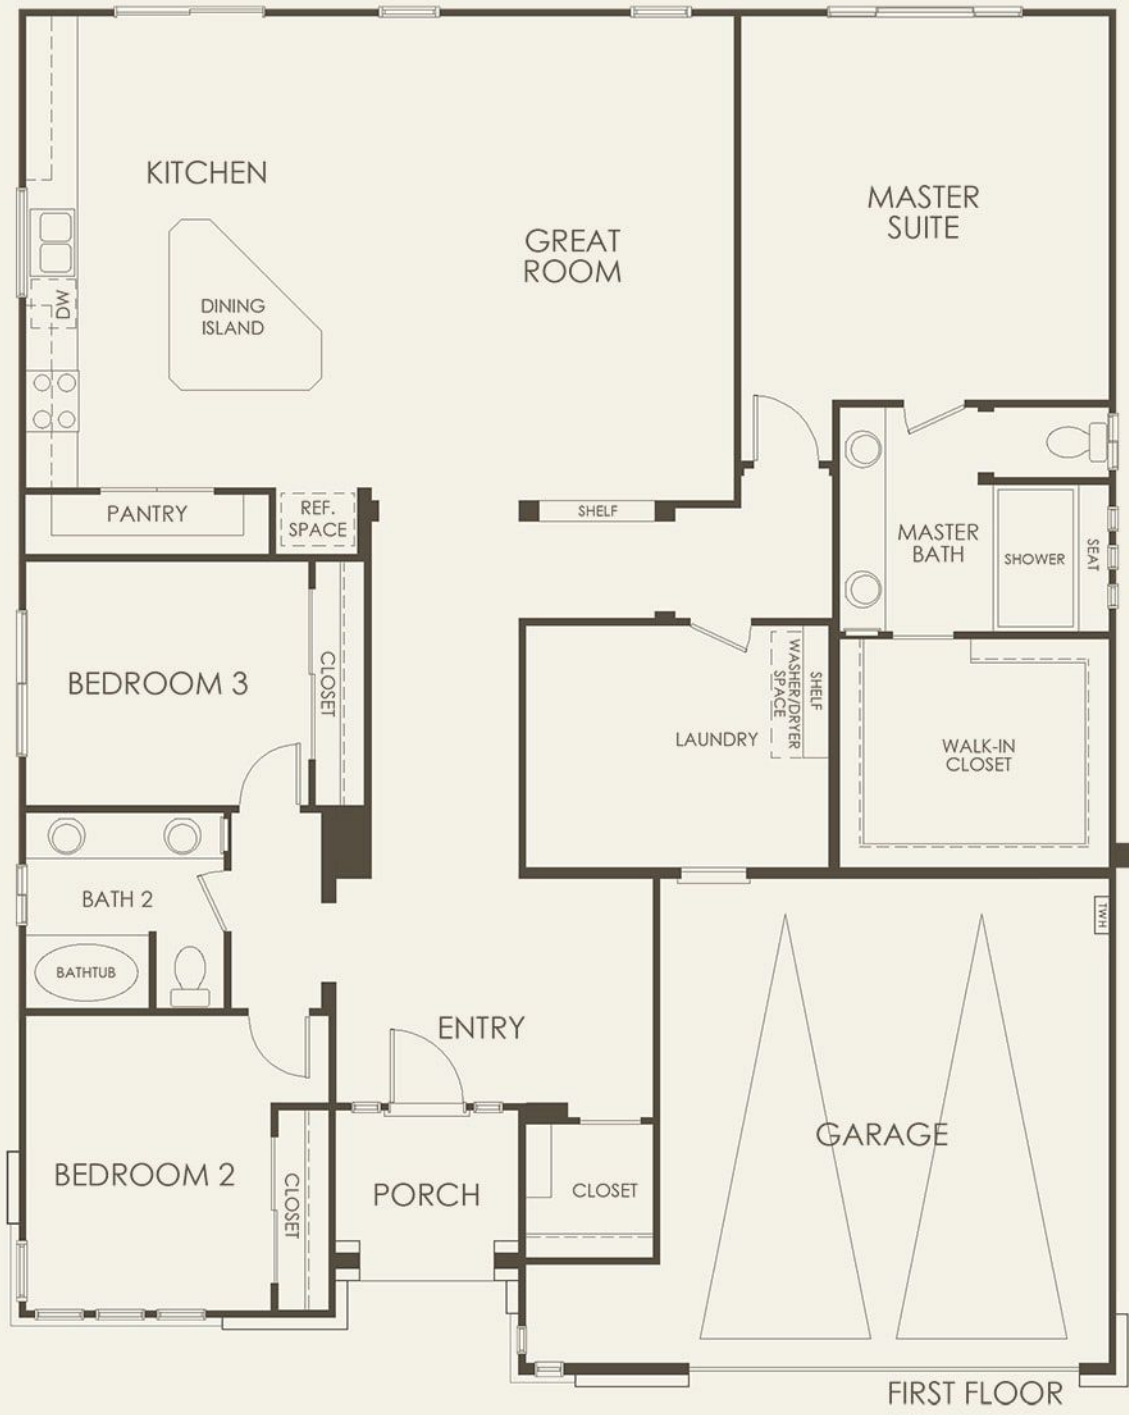 KITCHEN
MASTER
SUITE
GREAT
ROOM
DW
DINING
ISLAND
PANTRY
REF.
SPACE
SHELF
MASTER
BATH
SHOWER
SEAT
BEDROOM 3
CLOSET
LAUNDRY
WASHER/DRYER
SPACE
SHELF
WALK-IN
CLOSET
BATH 2
BATHTUB
TWH
ENTRY
GARAGE
BEDROOM 2
CLOSET
PORCH
CLOSET
FIRST FLOOR